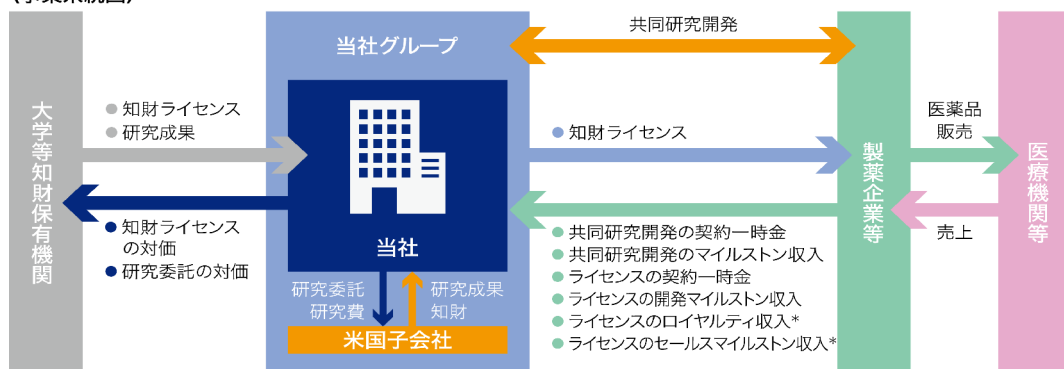 大学等知財保有機関
知財ライセンス
研究成果
知財ライセンス
の対価
研究委託の対価
当社グループ
当社
研究委託
研究費
研究成果
知財
米国子会社
共同研究開発
知財ライセンス
共同研究開発の契約一時金
共同研究開発のマイルストン収入
ライセンスの契約一時金
ライセンスの開発マイルストン収入
ライセンスのロイヤルティ収入*
ライセンスのセールスマイルストン収入*
製薬企業等
医薬品
販売
売上
医療機関等